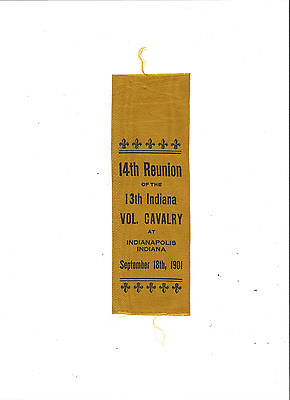 14th Reunion
OF THE
13th Indiana
VOL. CAVALRY
AT
INDIANAPOLIS
INDIANA
September 18th, 1901